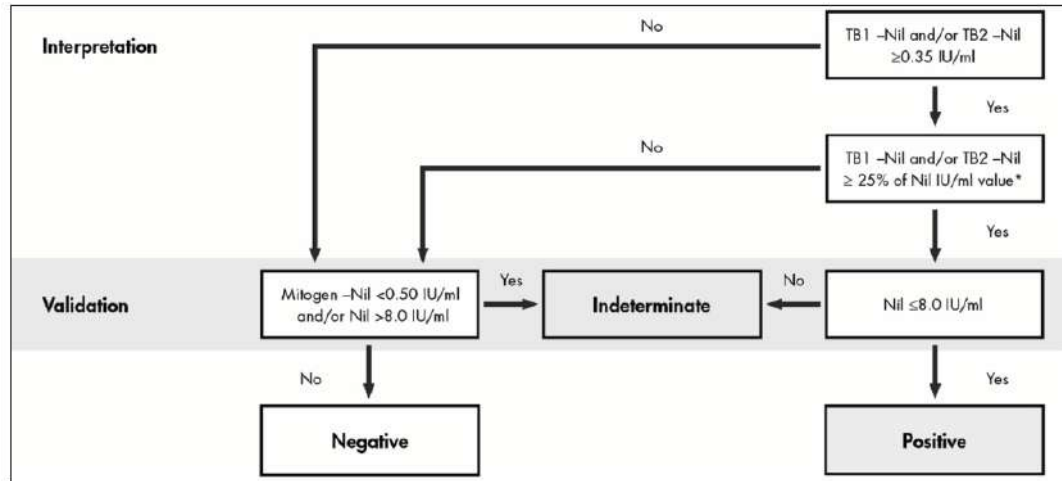 Interpretation
No
TB1 –Nil and/or TB2 –Nil
≥0.35 IU/ml
Yes
No
TB1 –Nil and/or TB2 –Nil
≥ 25% of Nil IU/ml value*
Yes
Validation
Mitogen –Nil <0.50 IU/ml
and/or Nil >8.0 IU/ml
Yes
Indeterminate
No
Nil ≤8.0 IU/ml
No
Yes
Negative
Positive